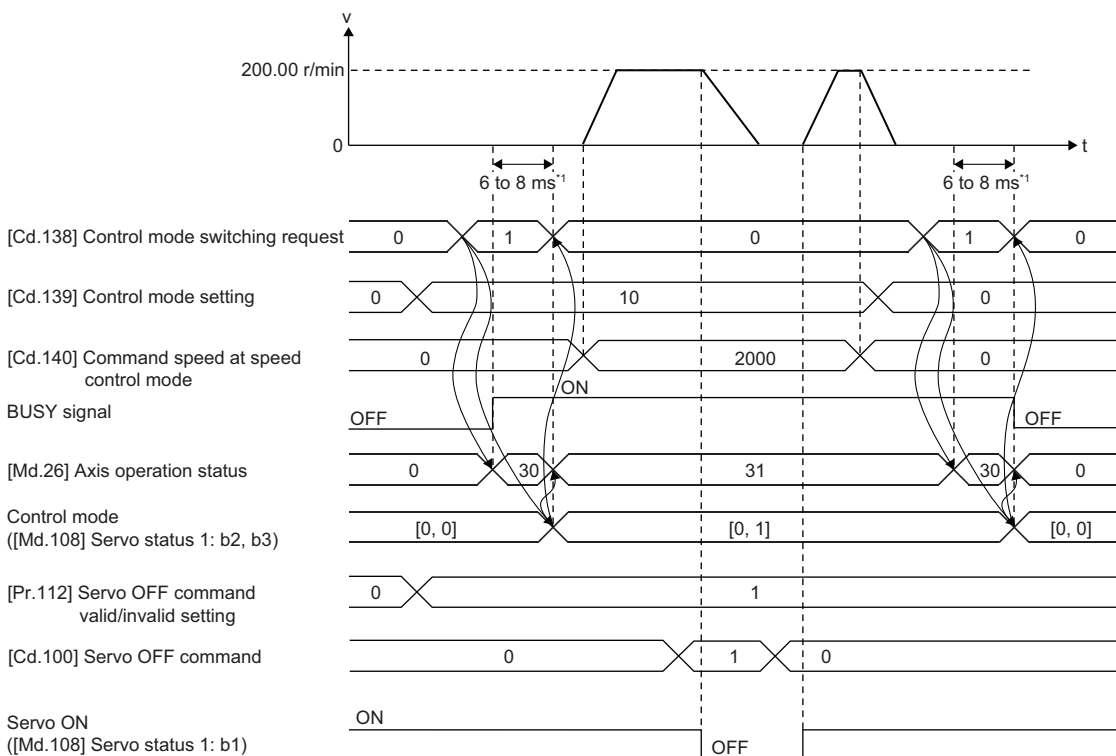 v
200.00 r/min
0
t
6 to 8 ms*1
6 to 8 ms*1
[Cd.138] Control mode switching request
0
1
0
1
0
[Cd.139] Control mode setting
0
10
0
[Cd.140] Command speed at speed
control mode
0
2000
0
BUSY signal
OFF
ON
OFF
[Md.26] Axis operation status
0
30
31
30
0
Control mode
([Md.108] Servo status 1: b2, b3)
[0, 0]
[0, 1]
[0, 0]
[Pr.112] Servo OFF command
valid/invalid setting
0
1
[Cd.100] Servo OFF command
0
1
0
Servo ON
([Md.108] Servo status 1: b1)
ON
OFF